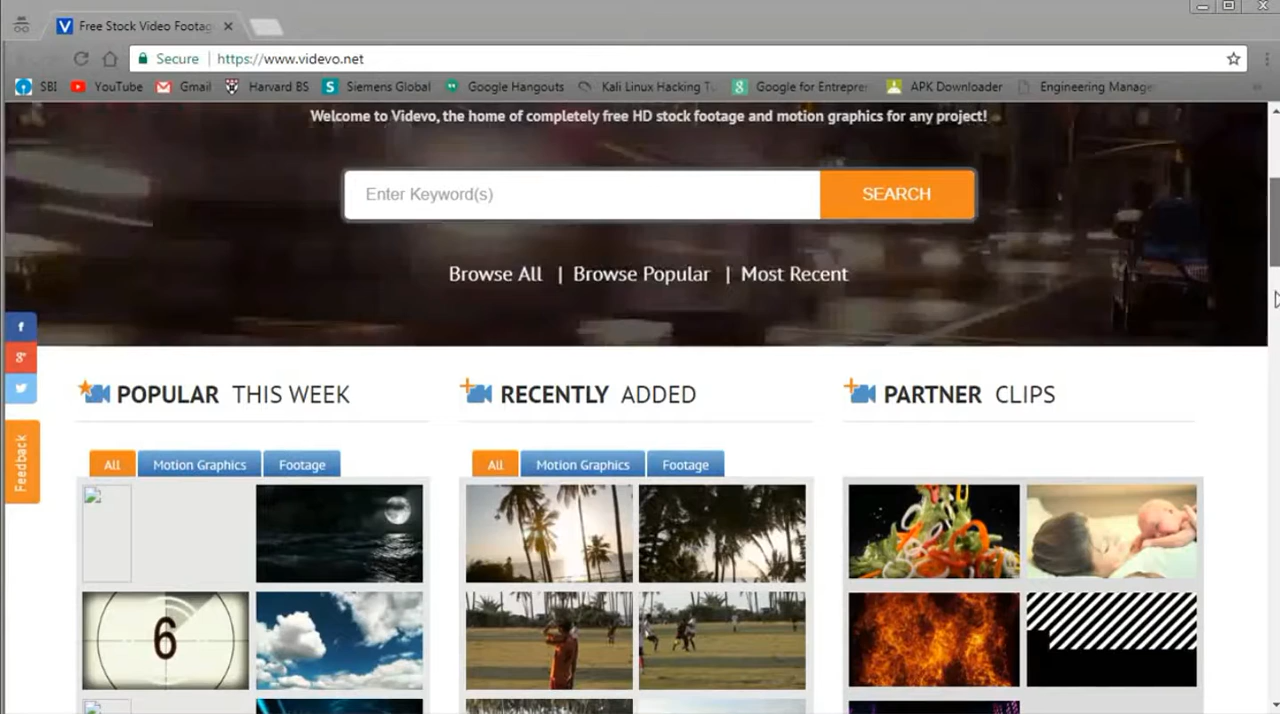 Free Stock Video Footag
Secure https://www.videvo.net
SBI YouTube Gmail Harvard BS Siemens Global Google Hangouts Kali Linux Hacking Tu Google for Entrepre APK Downloader Engineering Manage
Welcome to Videvo, the home of completely free HD stock footage and motion graphics for any project!
Enter Keyword(s) SEARCH
Browse All | Browse Popular | Most Recent
f
g+
Feedback
POPULAR THIS WEEK
All Motion Graphics Footage
6
RECENTLY ADDED
All Motion Graphics Footage
PARTNER CLIPS